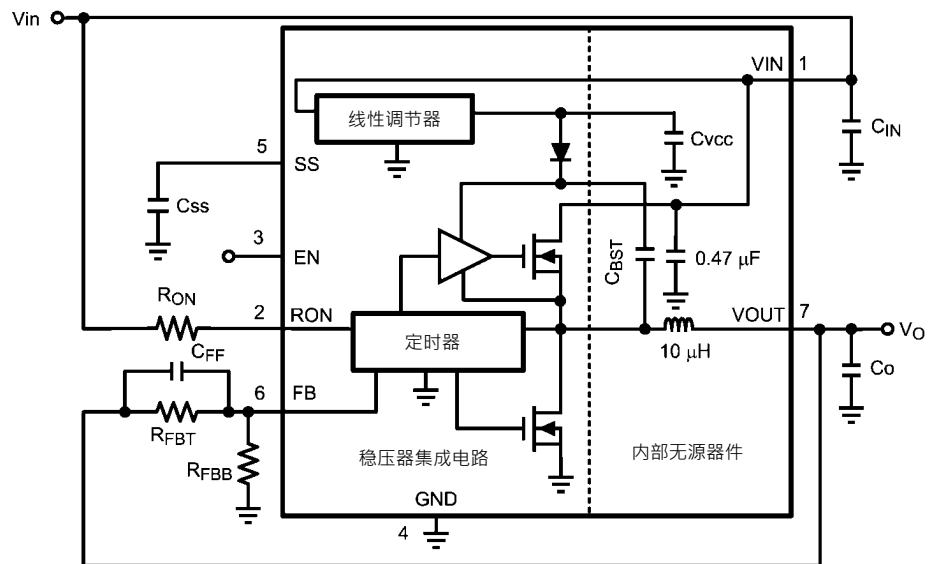 Vin
VIN 1
线性调节器
Cvcc
CIN
5
SS
Css
3
EN
CBST
0.47 μF
RON
2
RON
定时器
10 μH
VOUT
7
VO
Co
CFF
RFBT
6
FB
RFBB
稳压器集成电路
内部无源器件
GND
4